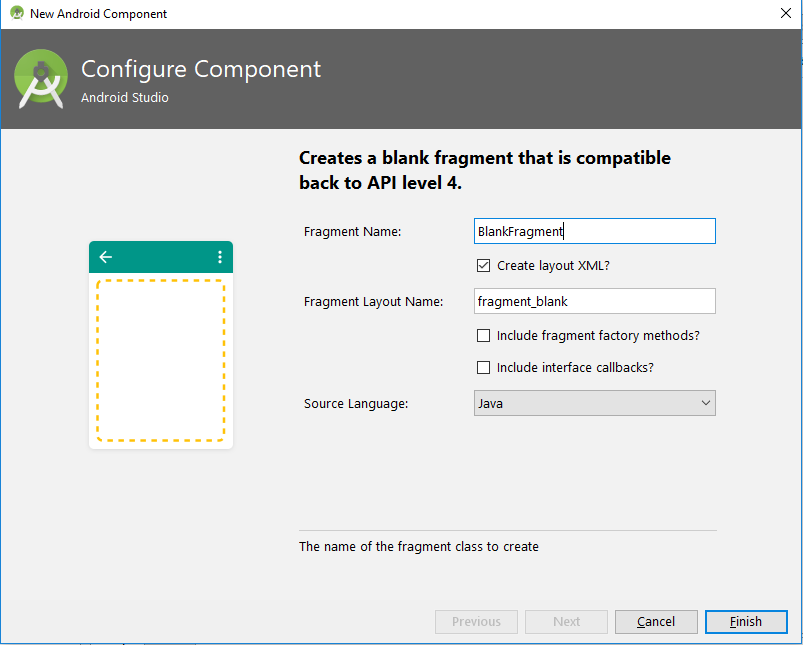 New Android Component
Configure Component
Android Studio
Creates a blank fragment that is compatible
back to API level 4.
Fragment Name:
BlankFragment
Create layout XML?
Fragment Layout Name:
fragment_blank
Include fragment factory methods?
Include interface callbacks?
Source Language:
Java
The name of the fragment class to create
Previous
Next
Cancel
Finish